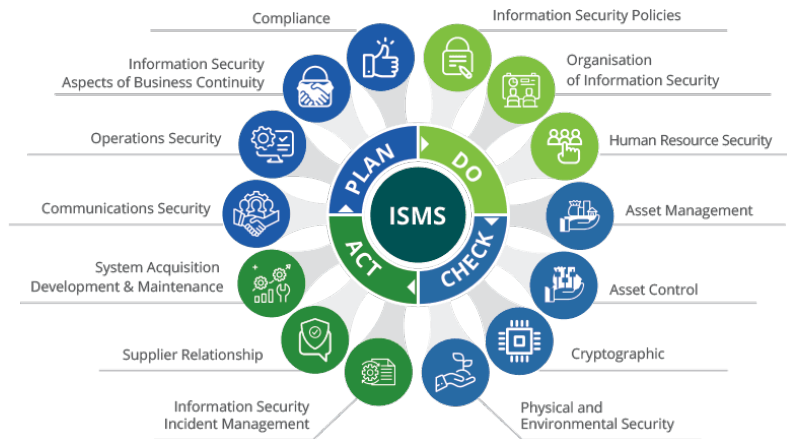 Compliance
Information Security Policies
Information Security
Aspects of Business Continuity
Organisation
of Information Security
Operations Security
Human Resource Security
Communications Security
Asset Management
System Acquisition
Development & Maintenance
Asset Control
Supplier Relationship
Cryptographic
Information Security
Incident Management
Physical and
Environmental Security
PLAN
DO
CHECK
ACT
ISMS